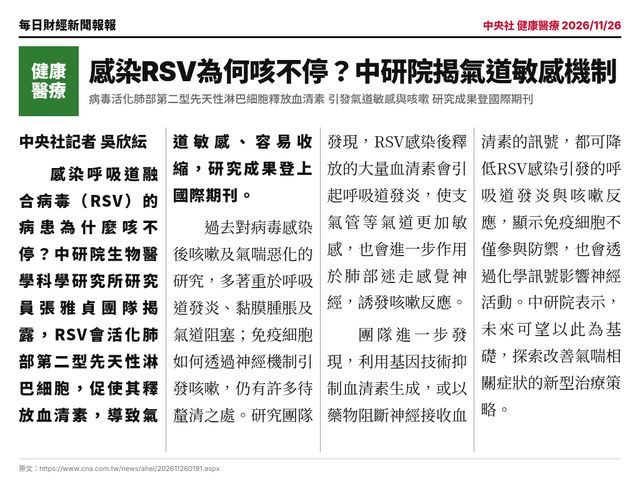 每日財經新聞報報
中央社 健康醫療 2026/11/26
健康
醫療
感染RSV為何咳不停？中研院揭氣道敏感機制
病毒活化肺部第二型先天性淋巴細胞釋放血清素 引發氣道敏感與咳嗽 研究成果登國際期刊
中央社記者 吳欣紜
感染呼吸道融
合病毒（RSV）的
病患為什麼咳不
停？中研院生物醫
學科學研究所研究
員張雅貞團隊揭
露，RSV會活化肺
部第二型先天性淋
巴細胞，促使其釋
放血清素，導致氣
道敏感、容易收
縮，研究成果登上
國際期刊。
過去對病毒感染
後咳嗽及氣喘惡化的
研究，多著重於呼吸
道發炎、黏膜腫脹及
氣道阻塞；免疫細胞
如何透過神經機制引
發咳嗽，仍有許多待
釐清之處。研究團隊
發現，RSV感染後釋
放的大量血清素會引
起呼吸道發炎，使支
氣管等氣道更加敏
感，也會進一步作用
於肺部迷走感覺神
經，誘發咳嗽反應。
團隊進一步發
現，利用基因技術抑
制血清素生成，或以
藥物阻斷神經接收血
清素的訊號，都可降
低RSV感染引發的呼
吸道發炎與咳嗽反
應，顯示免疫細胞不
僅參與防禦，也會透
過化學訊號影響神經
活動。中研院表示，
未來可望以此為基
礎，探索改善氣喘相
關症狀的新型治療策
略。
原文：https://www.cna.com.tw/news/ahel/202611260191.aspx